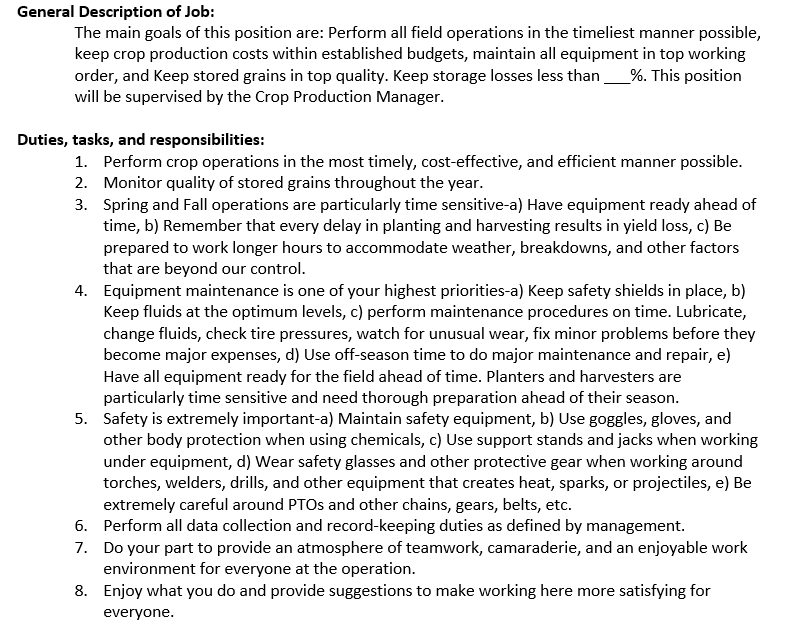 General Description of Job:
The main goals of this position are: Perform all field operations in the timeliest manner possible,
keep crop production costs within established budgets, maintain all equipment in top working
order, and Keep stored grains in top quality. Keep storage losses less than ___%. This position
will be supervised by the Crop Production Manager.
Duties, tasks, and responsibilities:
1. Perform crop operations in the most timely, cost-effective, and efficient manner possible.
2. Monitor quality of stored grains throughout the year.
3. Spring and Fall operations are particularly time sensitive-a) Have equipment ready ahead of
time, b) Remember that every delay in planting and harvesting results in yield loss, c) Be
prepared to work longer hours to accommodate weather, breakdowns, and other factors
that are beyond our control.
4. Equipment maintenance is one of your highest priorities-a) Keep safety shields in place, b)
Keep fluids at the optimum levels, c) perform maintenance procedures on time. Lubricate,
change fluids, check tire pressures, watch for unusual wear, fix minor problems before they
become major expenses, d) Use off-season time to do major maintenance and repair, e)
Have all equipment ready for the field ahead of time. Planters and harvesters are
particularly time sensitive and need thorough preparation ahead of their season.
5. Safety is extremely important-a) Maintain safety equipment, b) Use goggles, gloves, and
other body protection when using chemicals, c) Use support stands and jacks when working
under equipment, d) Wear safety glasses and other protective gear when working around
torches, welders, drills, and other equipment that creates heat, sparks, or projectiles, e) Be
extremely careful around PTOs and other chains, gears, belts, etc.
6. Perform all data collection and record-keeping duties as defined by management.
7. Do your part to provide an atmosphere of teamwork, camaraderie, and an enjoyable work
environment for everyone at the operation.
8. Enjoy what you do and provide suggestions to make working here more satisfying for
everyone.